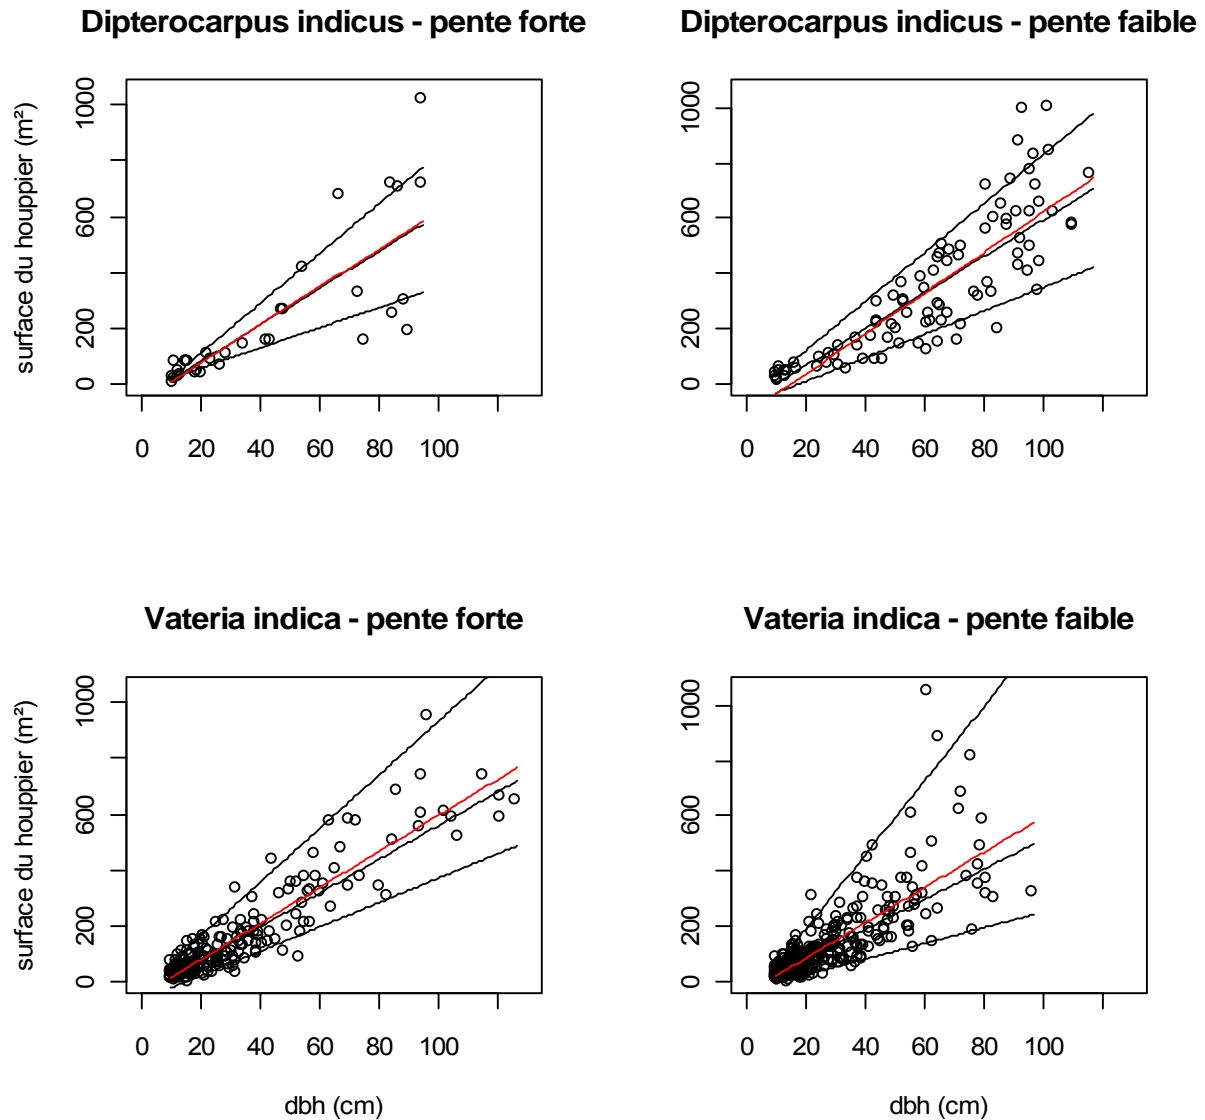 Dipterocarpus indicus - pente forte
surface du houppier (m²)
0 200 600 1000
0 20 40 60 80 100
Dipterocarpus indicus - pente faible
0 200 600 1000
0 20 40 60 80 100
Vateria indica - pente forte
surface du houppier (m²)
0 200 600 1000
0 20 40 60 80 100
dbh (cm)
Vateria indica - pente faible
0 200 600 1000
0 20 40 60 80 100
dbh (cm)